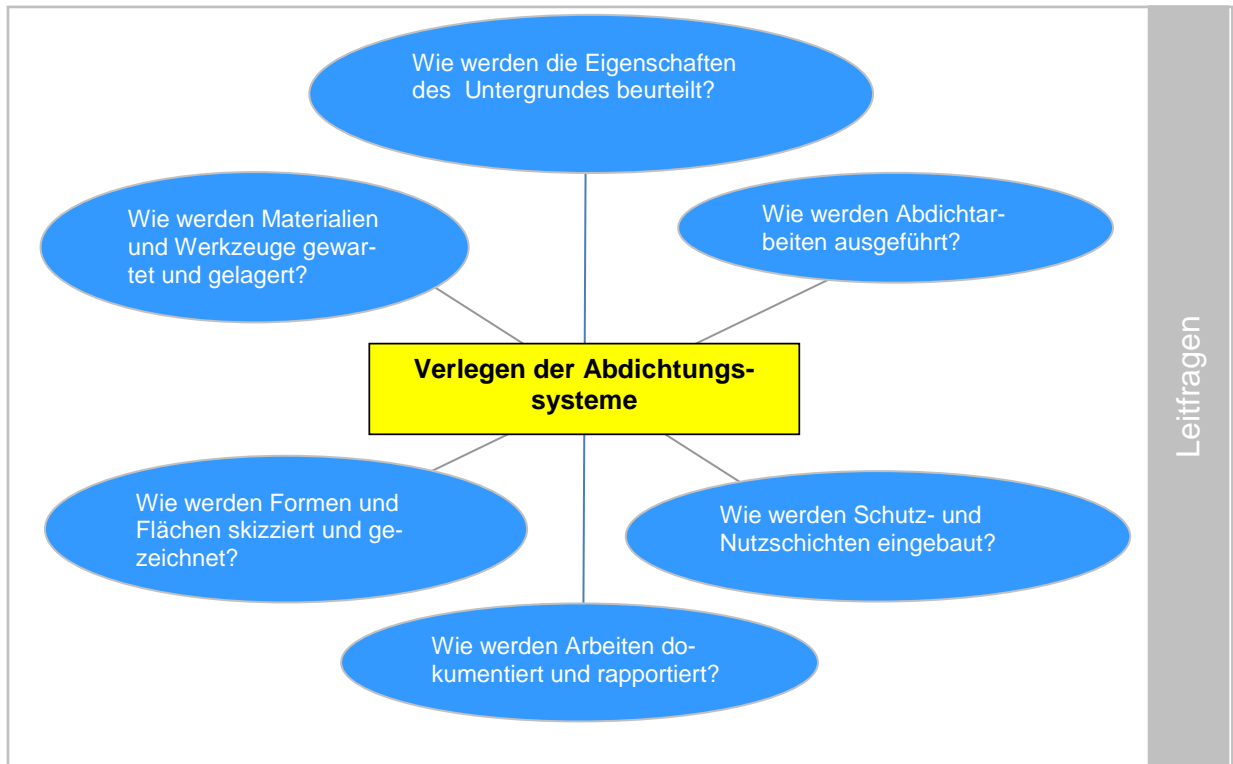 Wie werden die Eigenschaften
des Untergrundes beurteilt?
Wie werden Materialien
und Werkzeuge gewar-
tet und gelagert?
Wie werden Abdichtar-
beiten ausgeführt?
Verlegen der Abdichtungs-
systeme
Wie werden Formen und
Flächen skizziert und ge-
zeichnet?
Wie werden Schutz- und
Nutzschichten eingebaut?
Wie werden Arbeiten do-
kumentiert und rapportiert?
Leitfragen